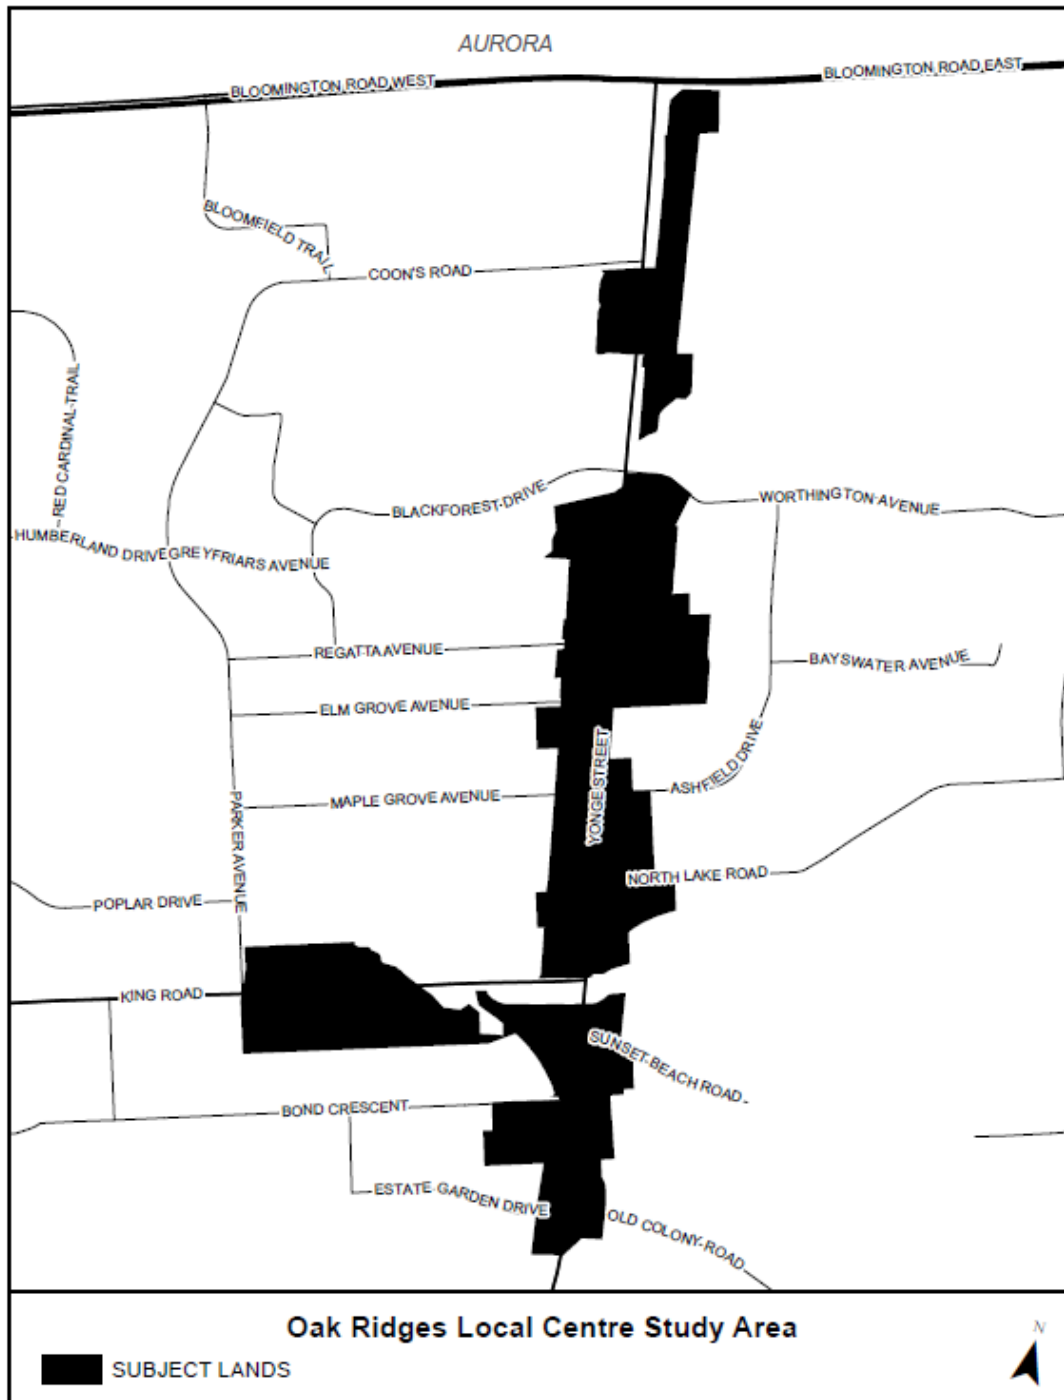 AURORA
BLOOMINGTON ROAD EAST
BLOOMINGTON ROAD WEST
BLOOMFIELD TRAIL
COON'S ROAD
RED CARDINAL TRAIL
BLACKFOREST DRIVE
WORTHINGTON AVENUE
HUMBERLAND DRIVE
GREYFRIARS AVENUE
REGATTA AVENUE
BAYSWATER AVENUE
ELM GROVE AVENUE
YONGE STREET
ASHFIELD DRIVE
MAPLE GROVE AVENUE
PARKER AVENUE
NORTH LAKE ROAD
POPLAR DRIVE
KING ROAD
SUNSET BEACH ROAD
BOND CRESCENT
ESTATE GARDEN DRIVE
OLD COLONY ROAD
Oak Ridges Local Centre Study Area
N
SUBJECT LANDS